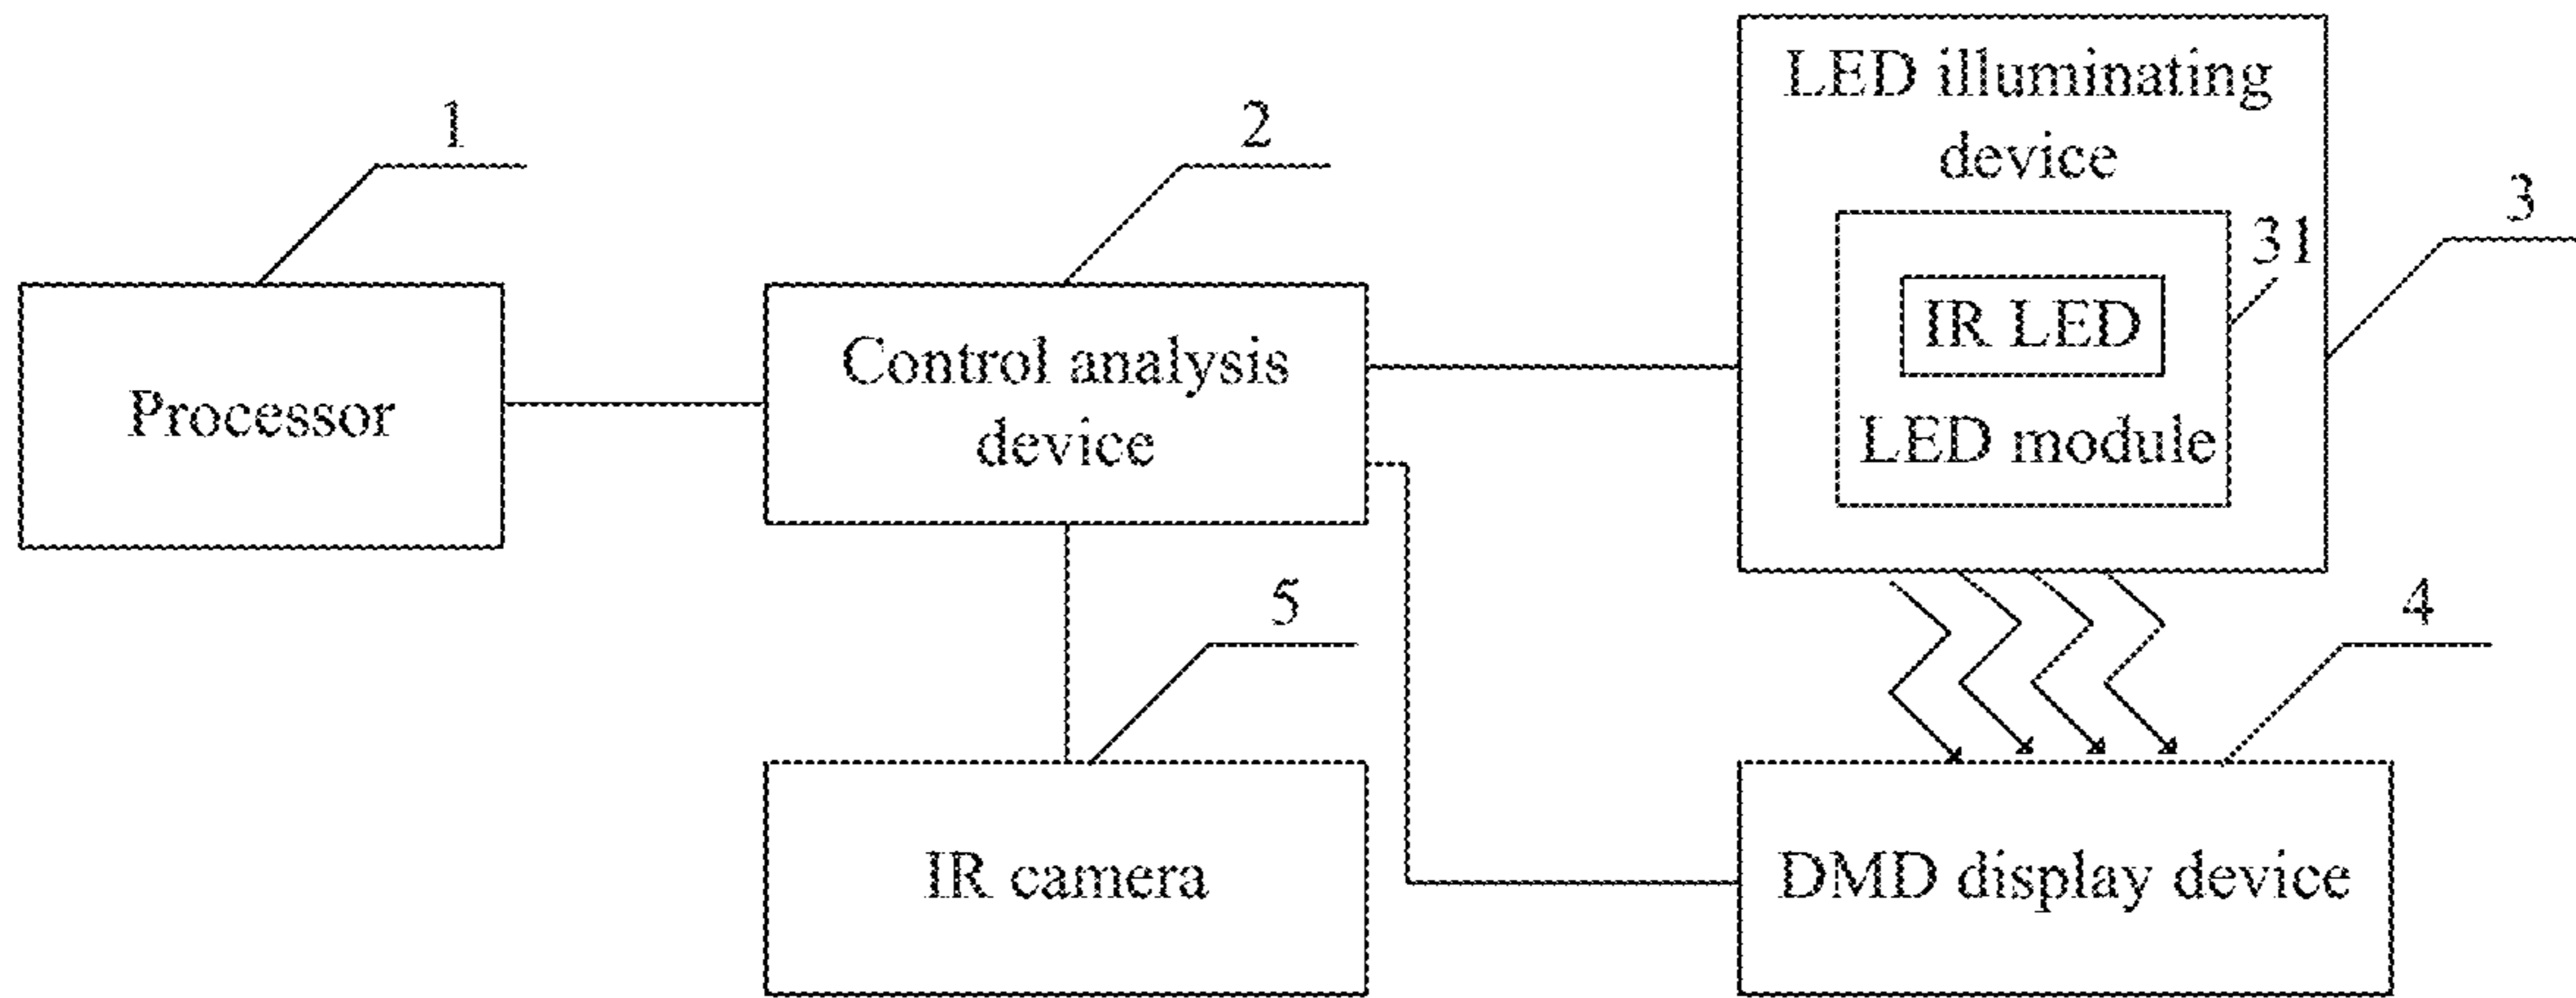 1
2
LED illuminating
device
3
31
IR LED
LED module
Processor
Control analysis
device
5
4
IR camera
DMD display device